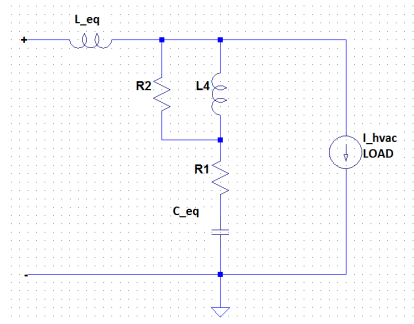 L_eq
+
R2
L4
I_hvac
LOAD
R1
C_eq
-